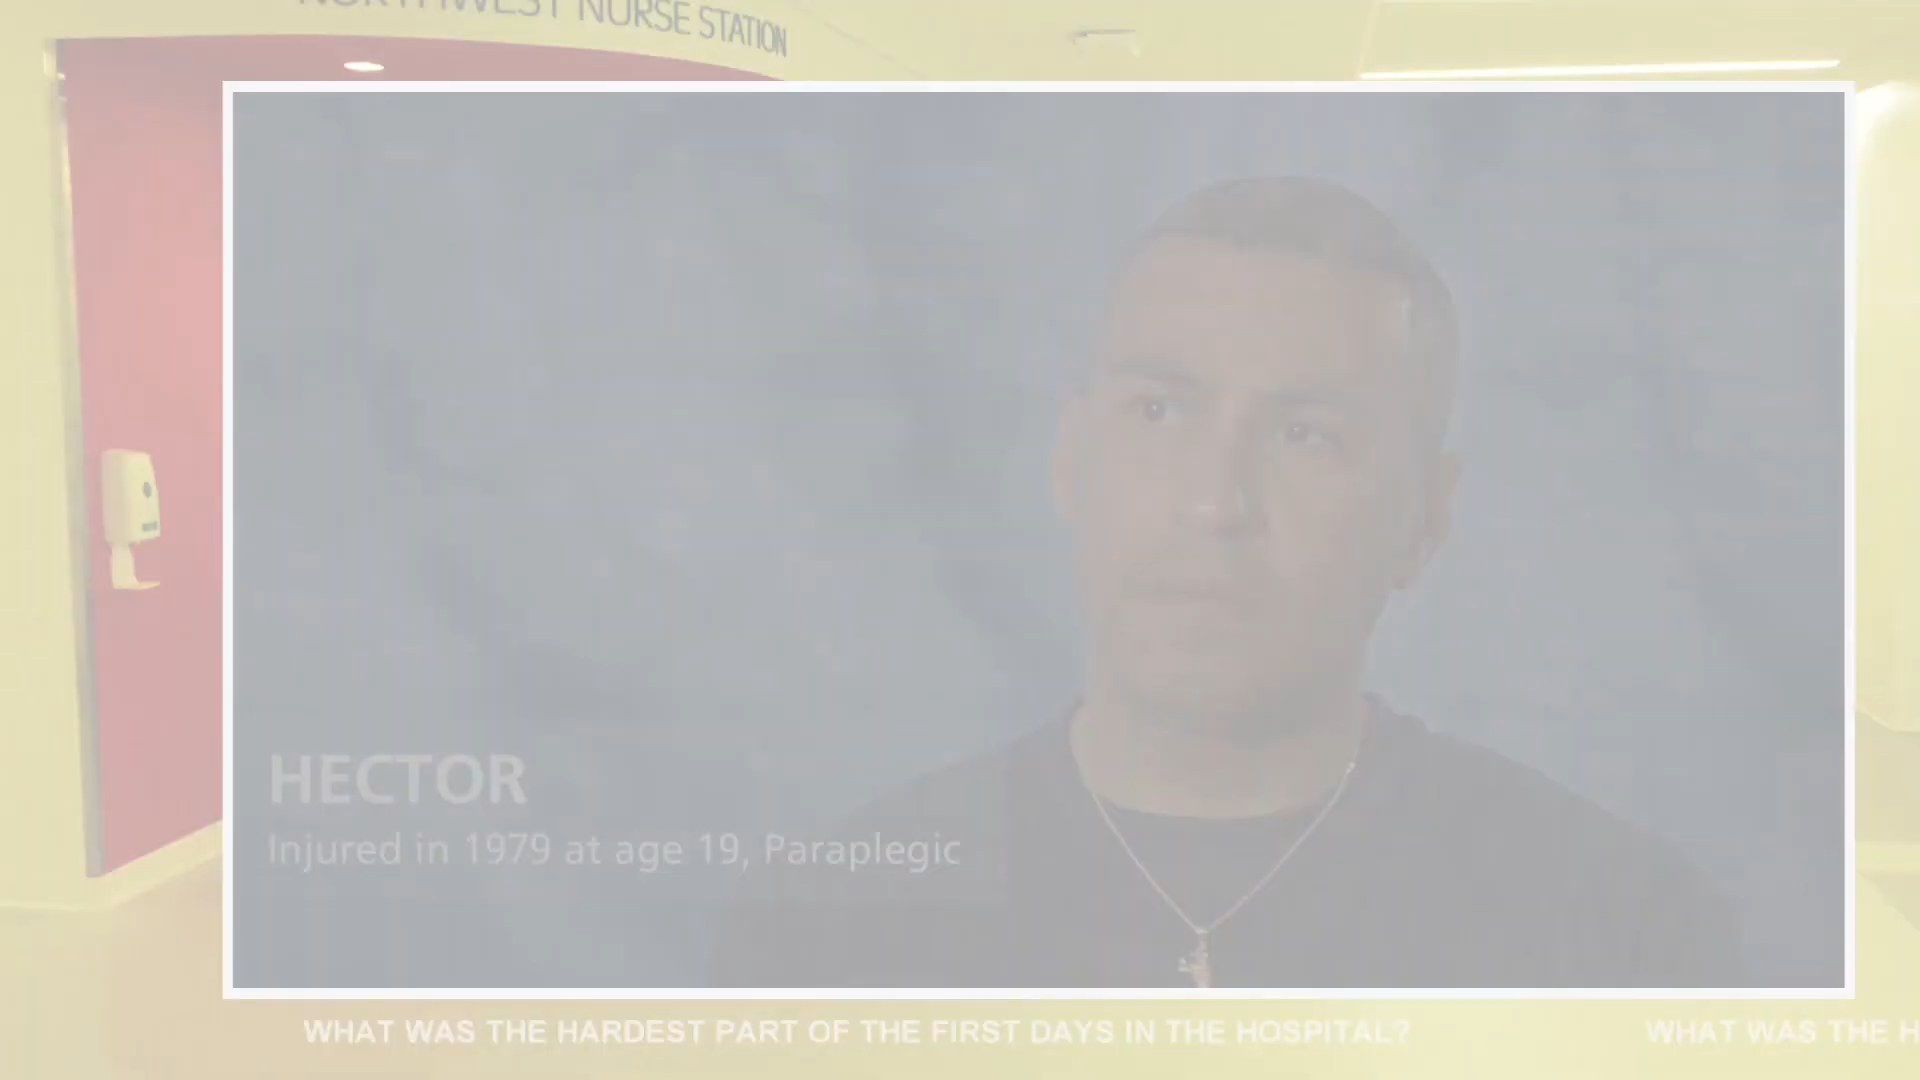 NORTHWEST NURSE STATION
HECTOR
Injured in 1979 at age 19, Paraplegic
WHAT WAS THE HARDEST PART OF THE FIRST DAYS IN THE HOSPITAL? WHAT WAS THE H